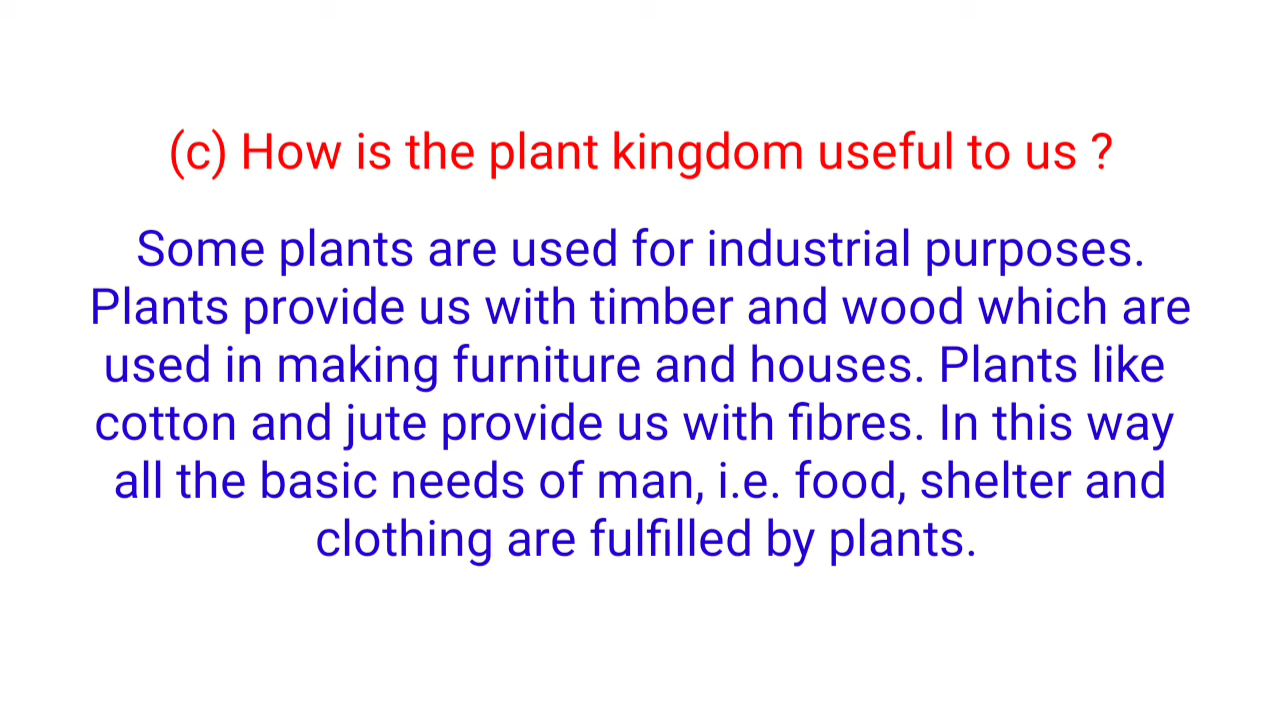 (c) How is the plant kingdom useful to us ?
Some plants are used for industrial purposes.
Plants provide us with timber and wood which are
used in making furniture and houses. Plants like
cotton and jute provide us with fibres. In this way
all the basic needs of man, i.e. food, shelter and
clothing are fulfilled by plants.